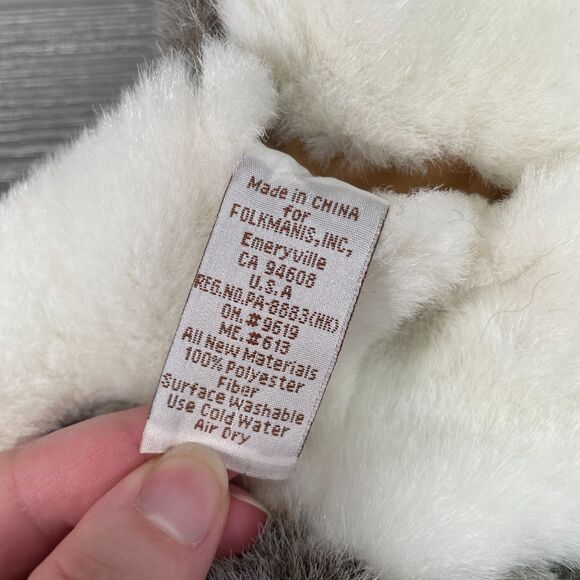 Made in CHINA
for
FOLKMANIS, INC,
Emeryville
CA 94608
U.S.A
REG.NO.PA-8883(HK)
OH.#9619
ME.#613
All New Materials
100% Polyester
Fiber
Surface Washable
Use Cold Water
Air Dry